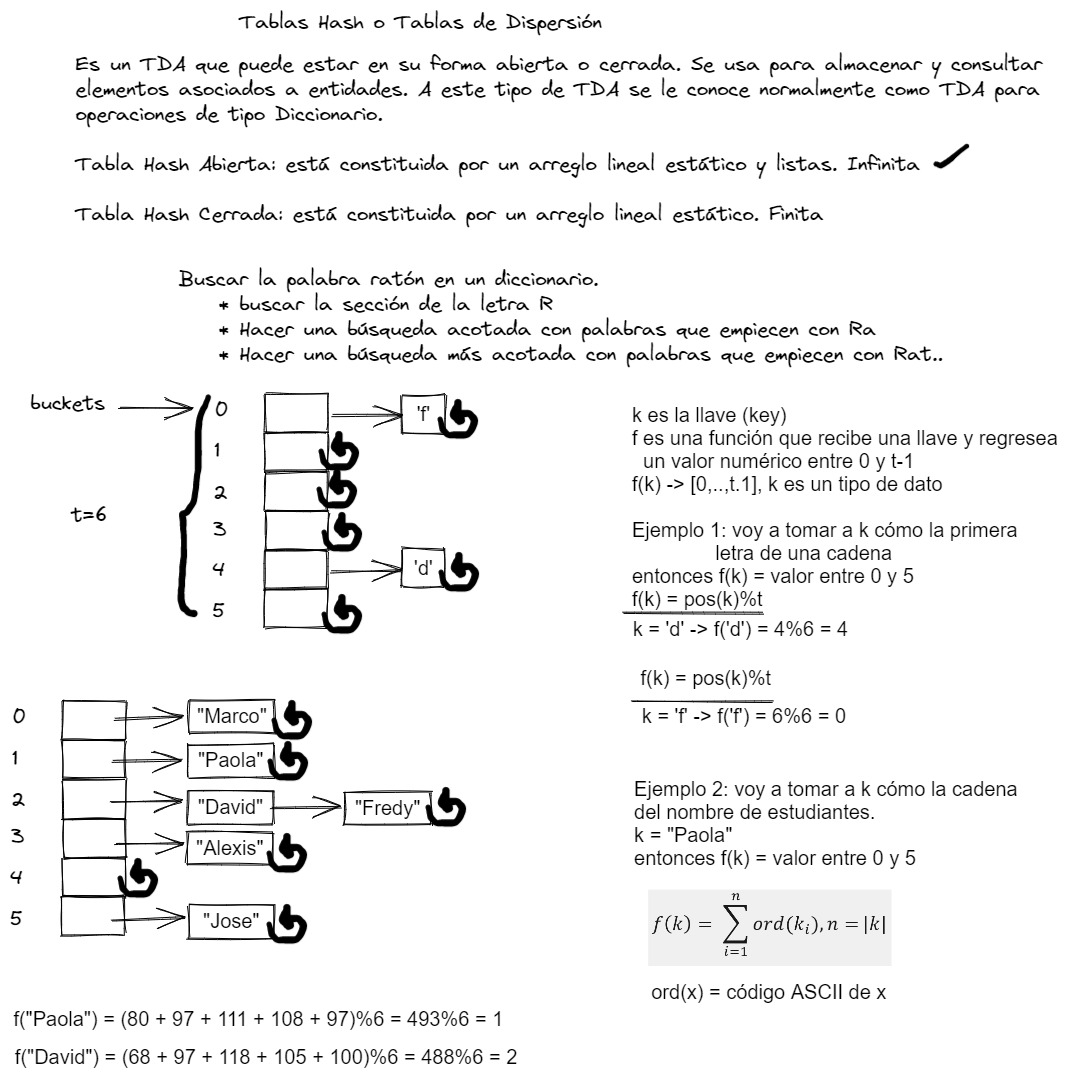 Tablas Hash o Tablas de Dispersión
Es un TDA que puede estar en su forma abierta o cerrada. Se usa para almacenar y consultar
elementos asociados a entidades. A este tipo de TDA se le conoce normalmente como TDA para
operaciones de tipo Diccionario.
Tabla Hash Abierta: está constituida por un arreglo lineal estático y listas. Infinita
Tabla Hash Cerrada: está constituida por un arreglo lineal estático. Finita
Buscar la palabra ratón en un diccionario.
* buscar la sección de la letra R
* Hacer una búsqueda acotada con palabras que empiecen con Ra
* Hacer una búsqueda más acotada con palabras que empiecen con Rat..
buckets
0 'f'
1
2
t=6
3
4 'd'
5
k es la llave (key)
f es una función que recibe una llave y regresea
un valor numérico entre 0 y t-1
f(k) -> [0,..,t.1], k es un tipo de dato
Ejemplo 1: voy a tomar a k cómo la primera
letra de una cadena
entonces f(k) = valor entre 0 y 5
f(k) = pos(k)%t
k = 'd' -> f('d') = 4%6 = 4
f(k) = pos(k)%t
k = 'f' -> f('f') = 6%6 = 0
0 "Marco"
1 "Paola"
2 "David" "Fredy"
3 "Alexis"
4
5 "Jose"
Ejemplo 2: voy a tomar a k cómo la cadena
del nombre de estudiantes.
k = "Paola"
entonces f(k) = valor entre 0 y 5
f(k) = ∑_{i=1}^{n} ord(k_i), n = |k|
ord(x) = código ASCII de x
f("Paola") = (80 + 97 + 111 + 108 + 97)%6 = 493%6 = 1
f("David") = (68 + 97 + 118 + 105 + 100)%6 = 488%6 = 2